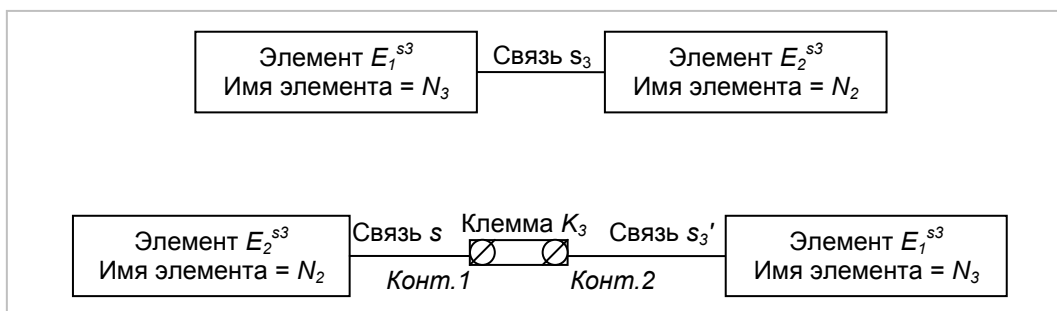 Элемент E₁ˢ³
Имя элемента = N₃
Связь s₃
Элемент E₂ˢ³
Имя элемента = N₂
Элемент E₂ˢ³
Имя элемента = N₂
Связь s
Клемма K₃
Связь s₃'
Конт.1
Конт.2
Элемент E₁ˢ³
Имя элемента = N₃